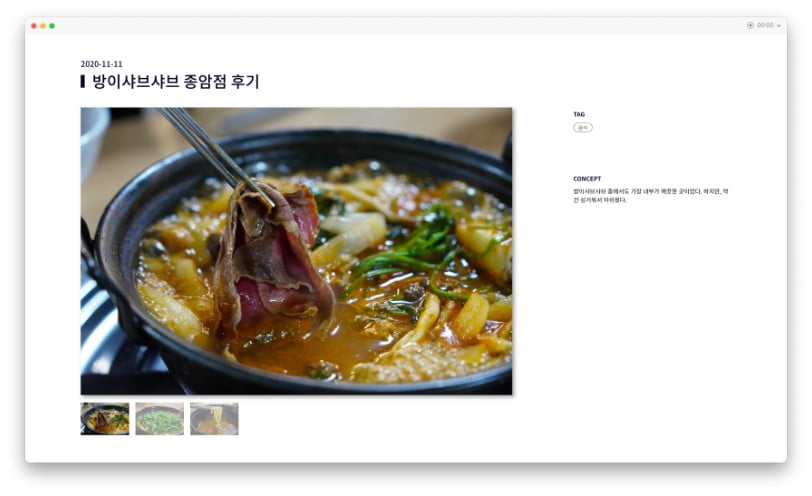 00:00
2020-11-11
방이샤브샤브 종암점 후기
TAG
음식
CONCEPT
방이샤브샤브 중에서도 가장 내부가 깨끗한 곳이었다. 하지만, 약
간 싱거워서 아쉬웠다.